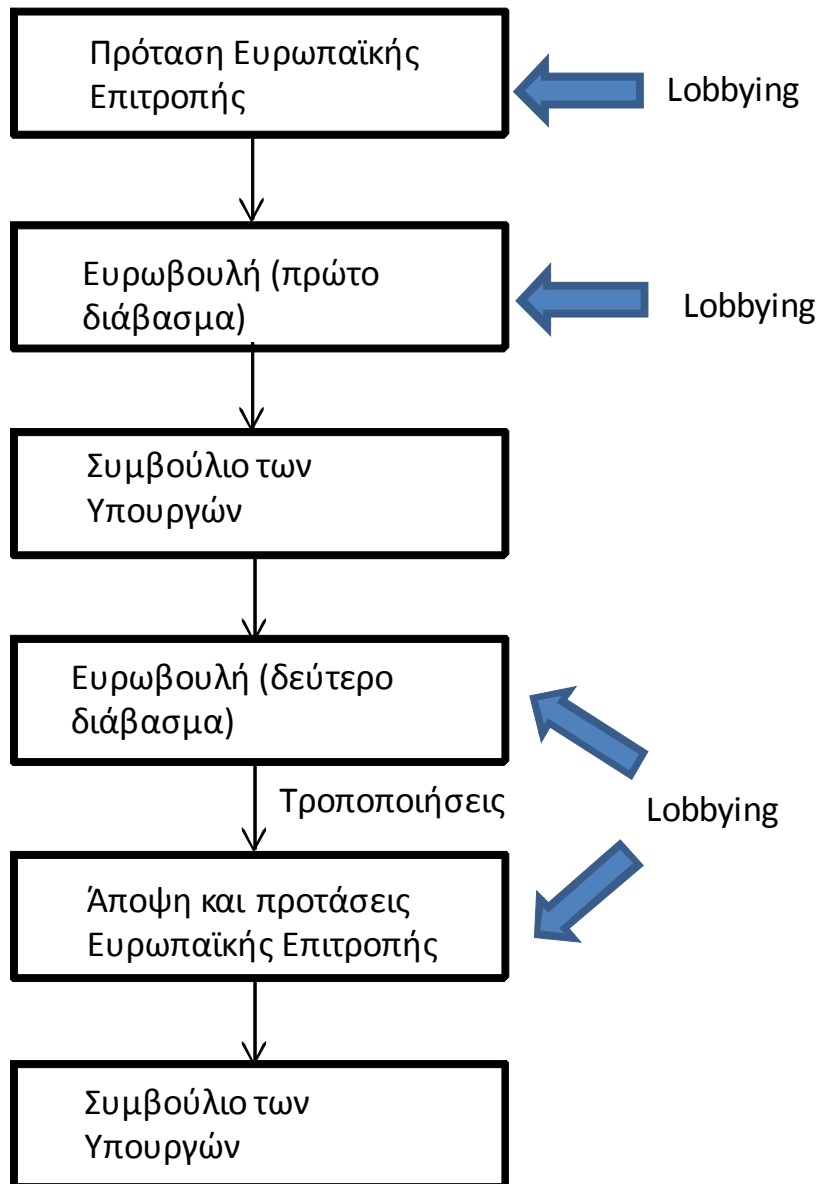 Πρόταση Ευρωπαϊκής
Επιτροπής
Lobbying
Ευρωβουλή (πρώτο
διάβασμα)
Lobbying
Συμβούλιο των
Υπουργών
Ευρωβουλή (δεύτερο
διάβασμα)
Τροποποιήσεις
Lobbying
Άποψη και προτάσεις
Ευρωπαϊκής Επιτροπής
Συμβούλιο των
Υπουργών